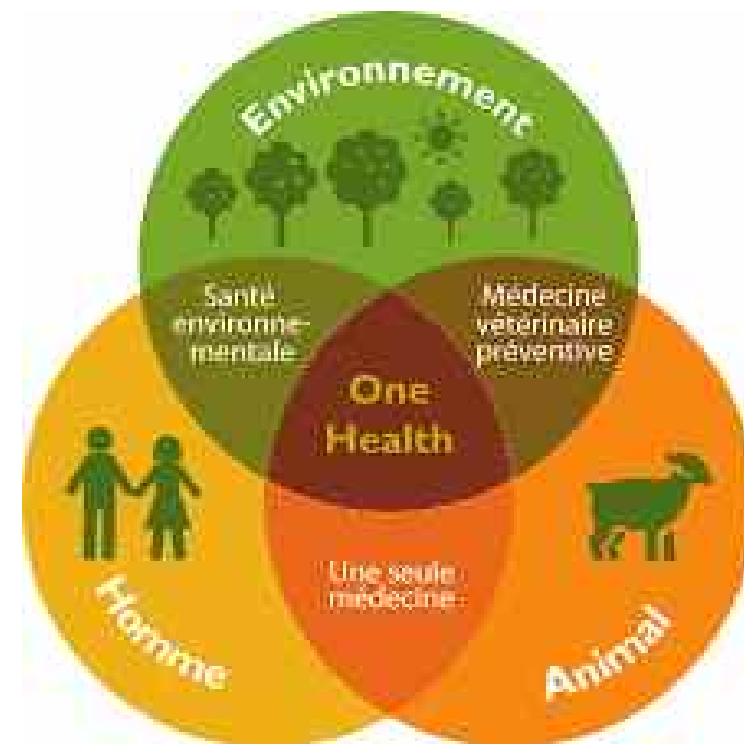 Environnement
Santé
environne-
mentale
Médecine
vétérinaire
préventive
One
Health
Une seule
médecine
Homme
Animal